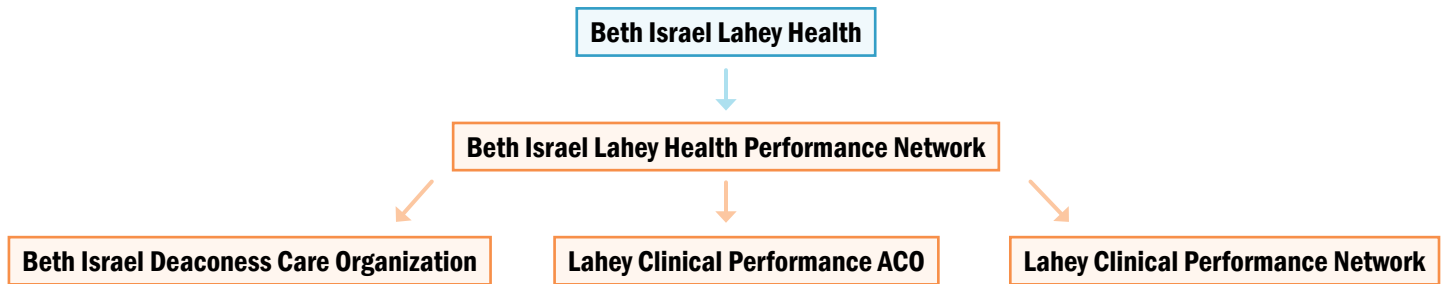 Beth Israel Lahey Health
Beth Israel Lahey Health Performance Network
Beth Israel Deaconess Care Organization
Lahey Clinical Performance ACO
Lahey Clinical Performance Network